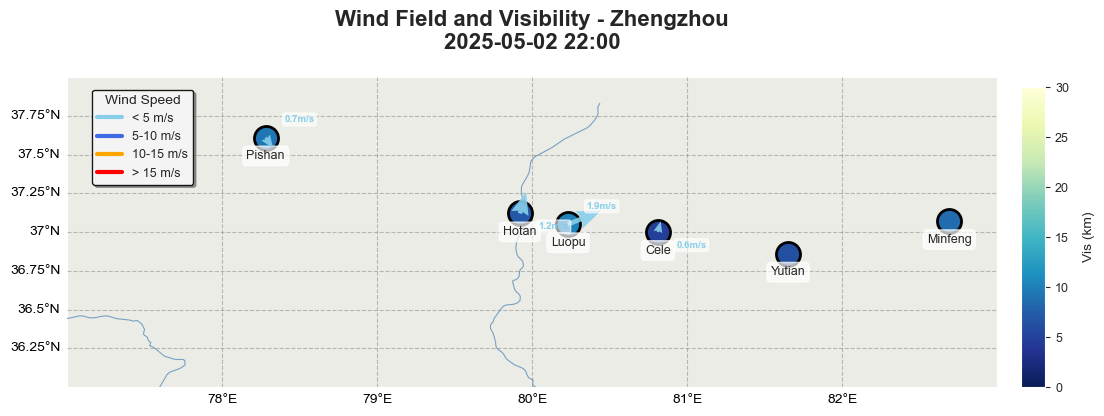 Wind Field and Visibility - Zhengzhou
2025-05-02 22:00
Wind Speed
< 5 m/s
5-10 m/s
10-15 m/s
> 15 m/s
37.75°N
37.5°N
37.25°N
37°N
36.75°N
36.5°N
36.25°N
0.7m/s
Pishan
Hotan
1.2m
1.9m/s
Luopu
Cele
0.6m/s
Yutian
Minfeng
78°E
79°E
80°E
81°E
82°E
30
25
20
15
10
5
0
Vis (km)